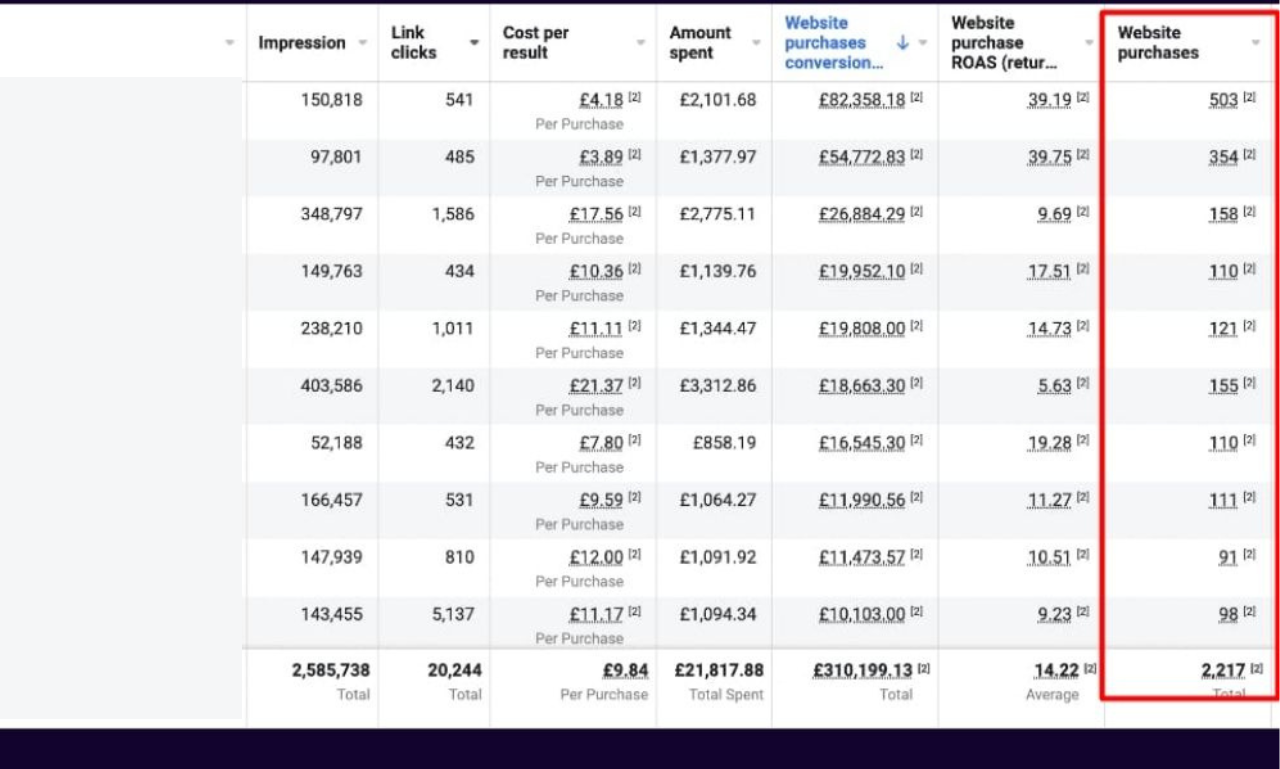 Impression Link clicks Cost per result Amount spent Website purchases conversion... Website purchase ROAS (retur... Website purchases
150,818 541 £4.18 [2] £2,101.68 £82,358.18 [2] 39.19 [2] 503 [2]
Per Purchase
97,801 485 £3.89 [2] £1,377.97 £54,772.83 [2] 39.75 [2] 354 [2]
Per Purchase
348,797 1,586 £17.56 [2] £2,775.11 £26,884.29 [2] 9.69 [2] 158 [2]
Per Purchase
149,763 434 £10.36 [2] £1,139.76 £19,952.10 [2] 17.51 [2] 110 [2]
Per Purchase
238,210 1,011 £11.11 [2] £1,344.47 £19,808.00 [2] 14.73 [2] 121 [2]
Per Purchase
403,586 2,140 £21.37 [2] £3,312.86 £18,663.30 [2] 5.63 [2] 155 [2]
Per Purchase
52,188 432 £7.80 [2] £858.19 £16,545.30 [2] 19.28 [2] 110 [2]
Per Purchase
166,457 531 £9.59 [2] £1,064.27 £11,990.56 [2] 11.27 [2] 111 [2]
Per Purchase
147,939 810 £12.00 [2] £1,091.92 £11,473.57 [2] 10.51 [2] 91 [2]
Per Purchase
143,455 5,137 £11.17 [2] £1,094.34 £10,103.00 [2] 9.23 [2] 98 [2]
Per Purchase
2,585,738 20,244 £9.84 £21,817.88 £310,199.13 [2] 14.22 [2] 2,217 [2]
Total Total Per Purchase Total Spent Total Average Total